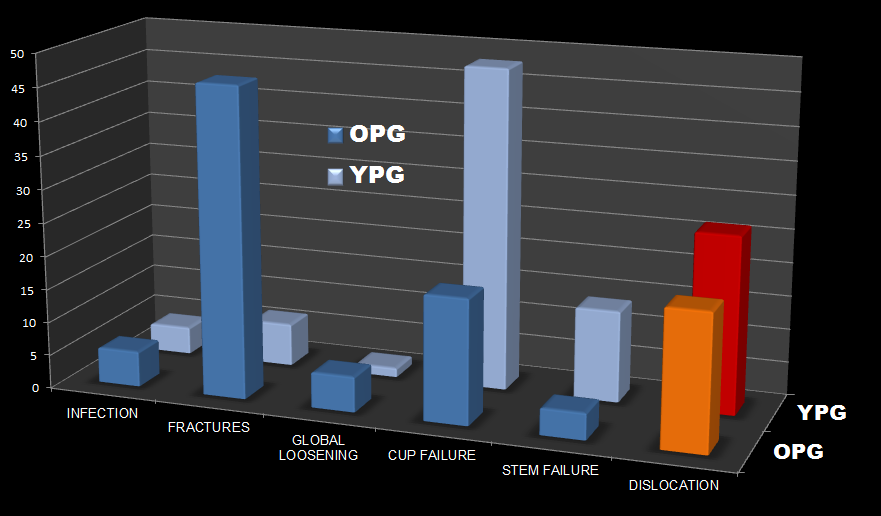 50
45
40
35
30
25
20
15
10
5
0
OPG
YPG
INFECTION
FRACTURES
GLOBAL
LOOSENING
CUP FAILURE
STEM FAILURE
DISLOCATION
YPG
OPG